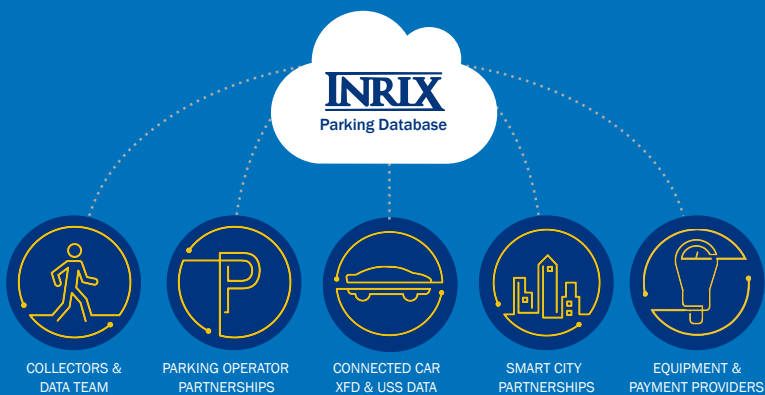 INRIX
Parking Database
COLLECTORS &
DATA TEAM
PARKING OPERATOR
PARTNERSHIPS
CONNECTED CAR
XFD & USS DATA
SMART CITY
PARTNERSHIPS
EQUIPMENT &
PAYMENT PROVIDERS